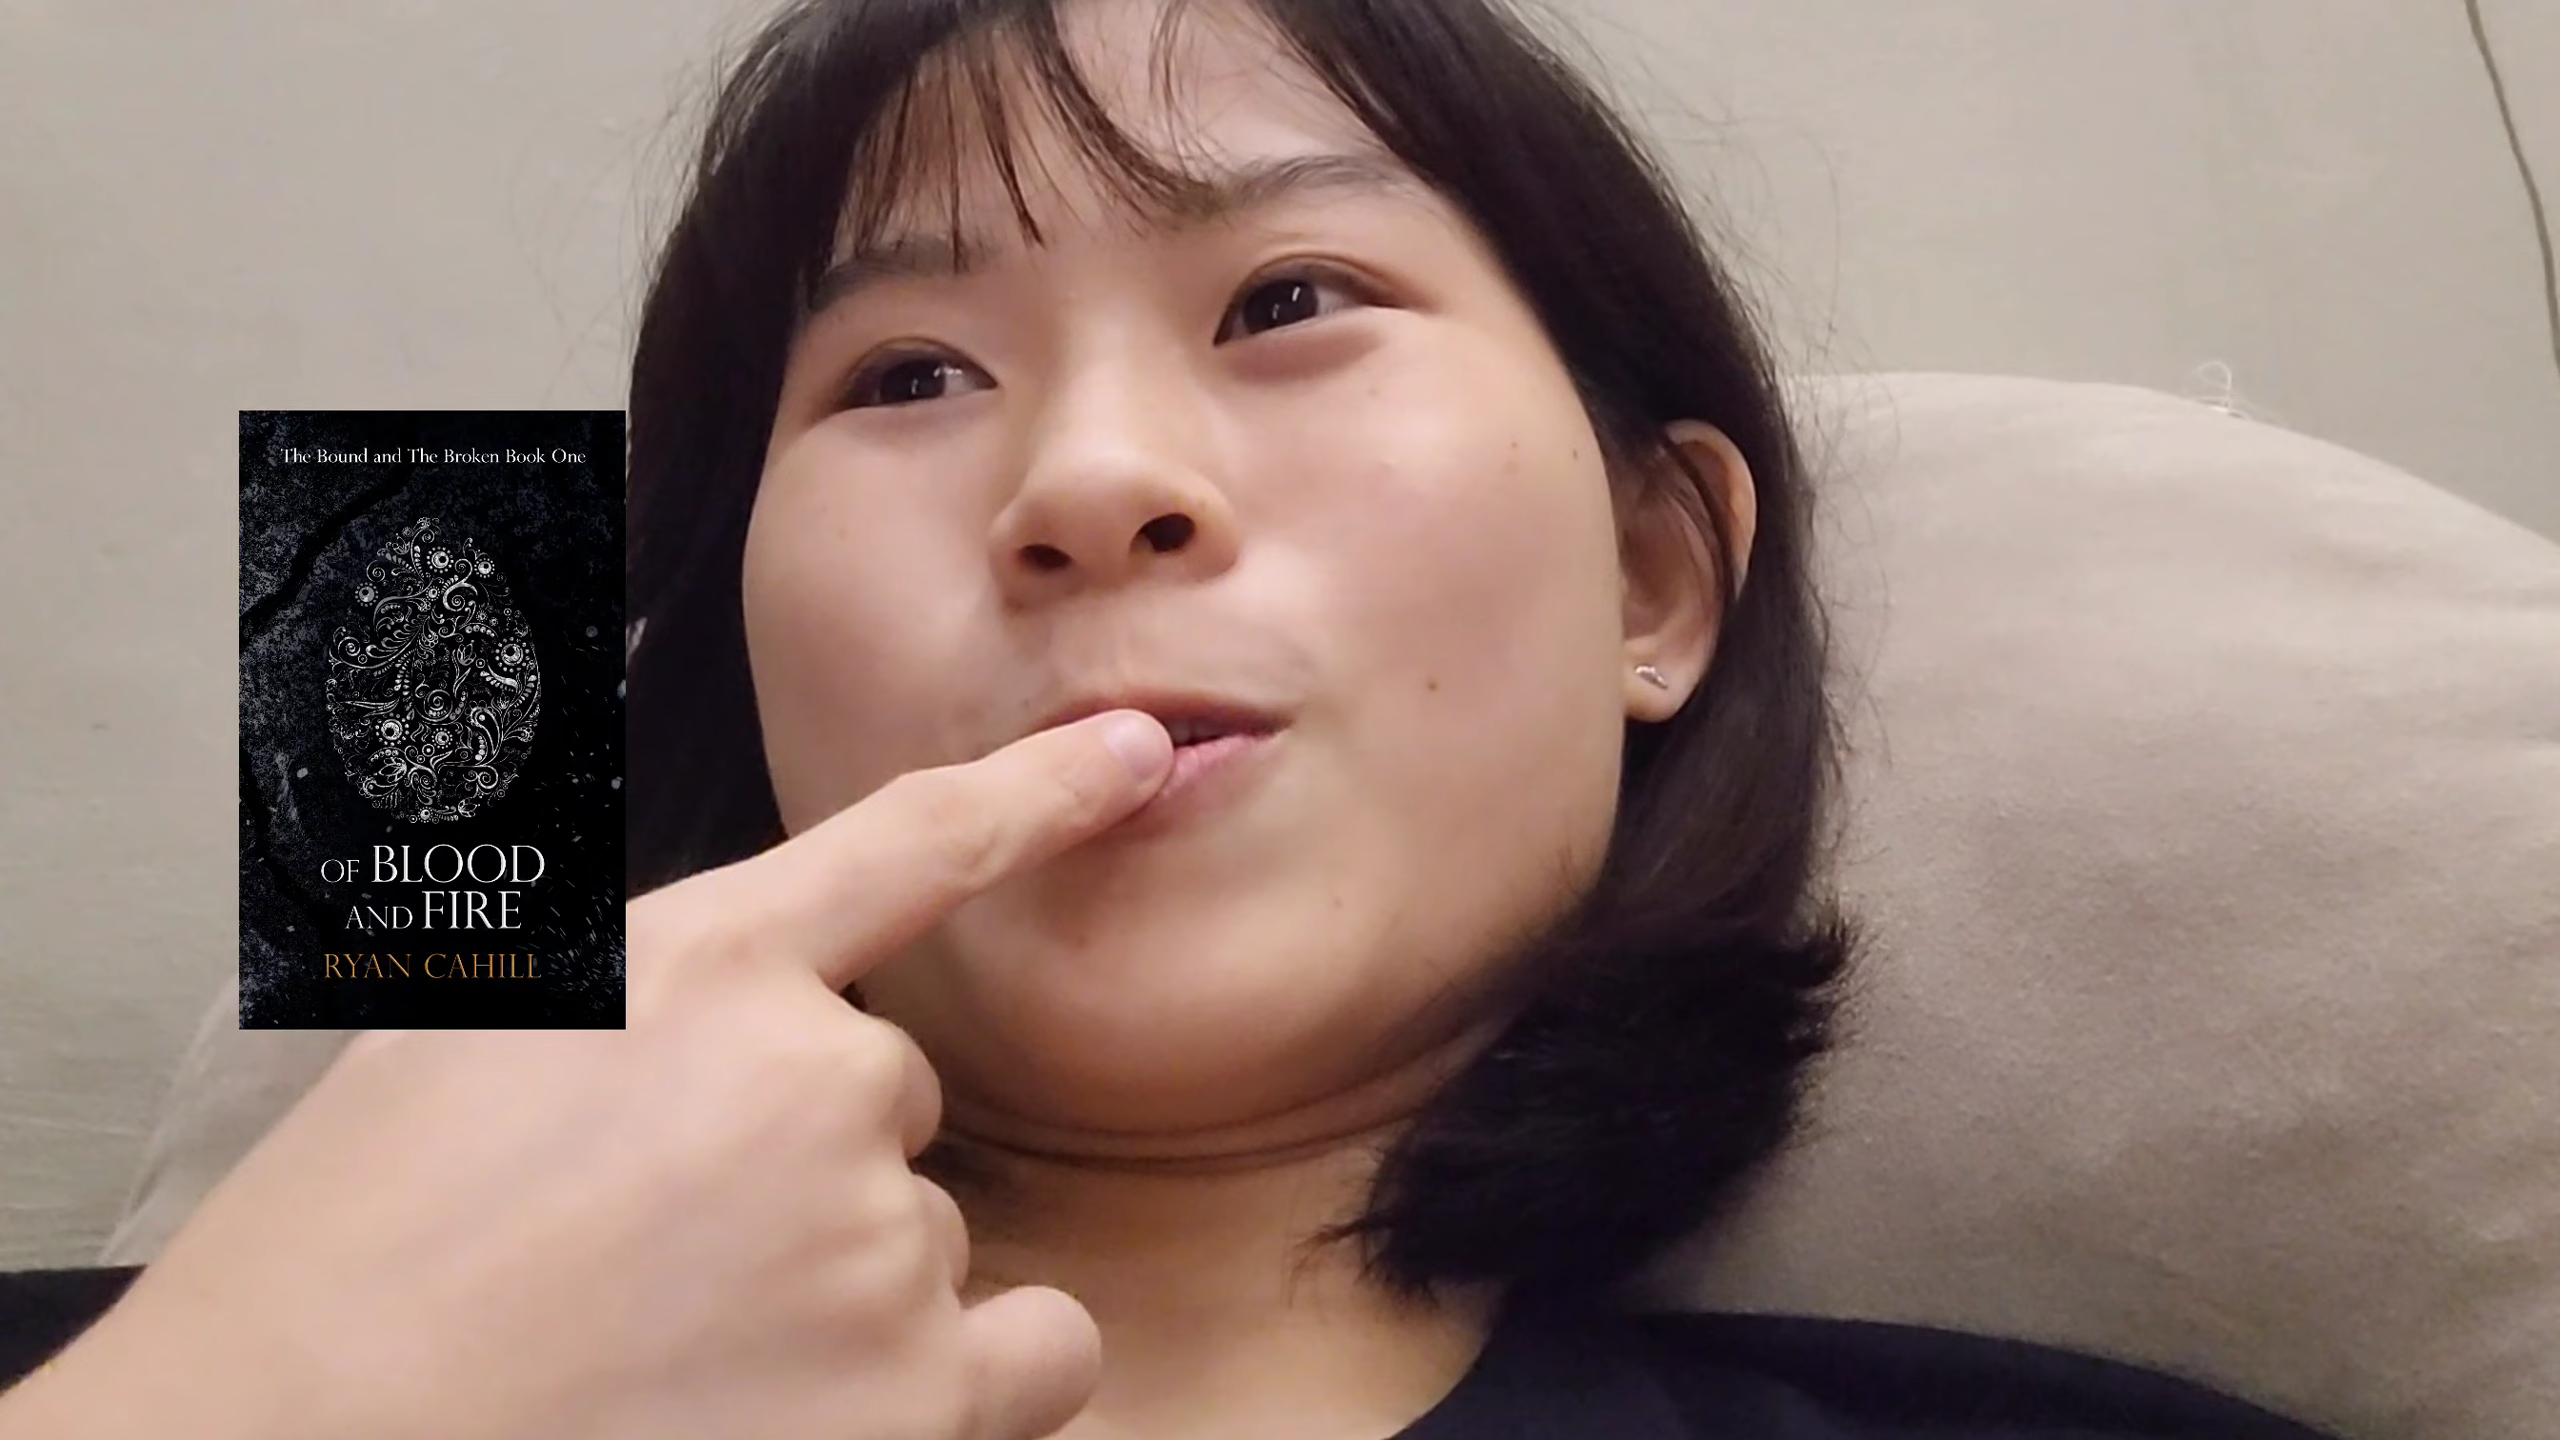 The Bound and The Broken Book One
OF BLOOD
AND FIRE
RYAN CAHILL